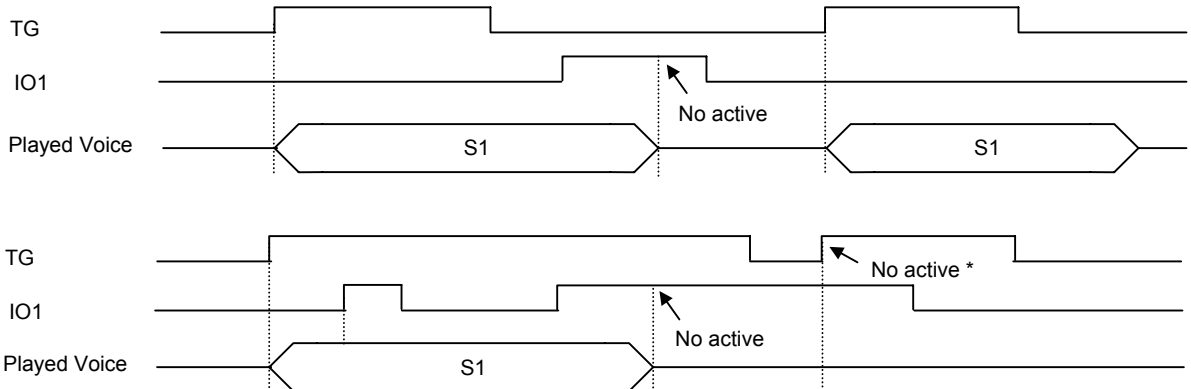 TG
IO1
No active
Played Voice S1 S1
TG
No active *
IO1
No active
Played Voice S1